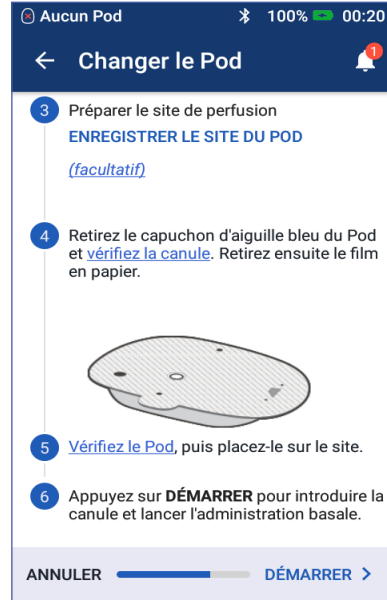 Aucun Pod 100% 00:20
Changer le Pod 1
3 Préparer le site de perfusion
ENREGISTRER LE SITE DU POD
(facultatif)
4 Retirez le capuchon d'aiguille bleu du Pod
et vérifiez la canule. Retirez ensuite le film
en papier.
5 Vérifiez le Pod, puis placez-le sur le site.
6 Appuyez sur DÉMARRER pour introduire la
canule et lancer l'administration basale.
ANNULER DÉMARRER